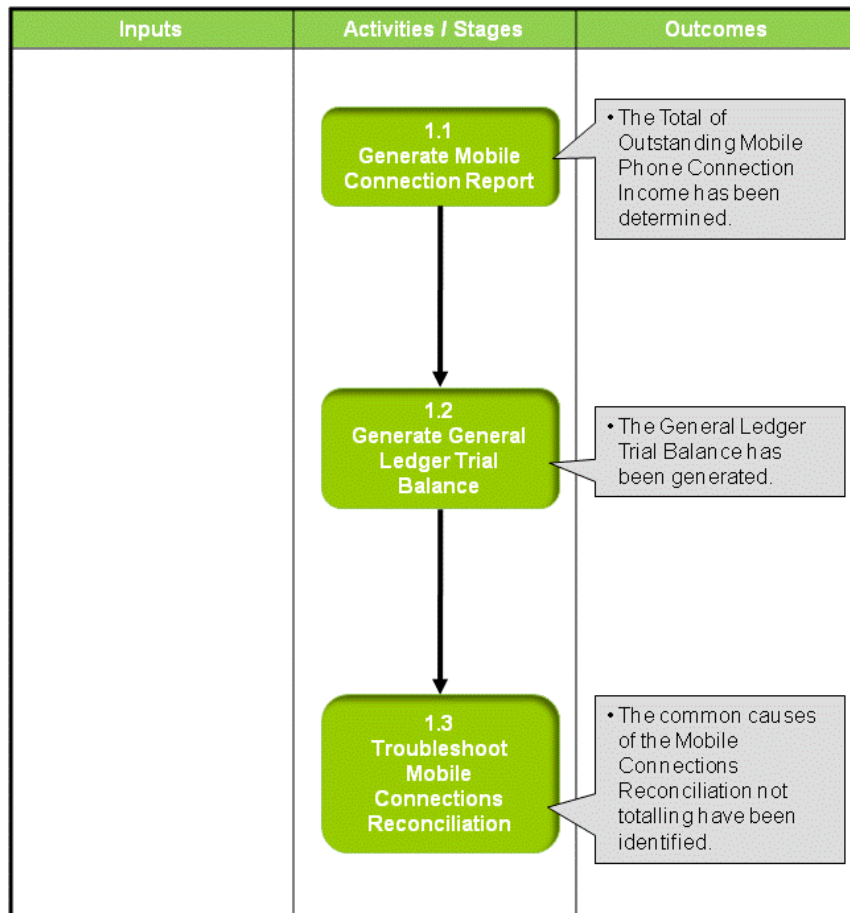 Inputs
Activities / Stages
Outcomes
1.1
Generate Mobile
Connection Report
• The Total of
Outstanding Mobile
Phone Connection
Income has been
determined.
1.2
Generate General
Ledger Trial
Balance
• The General Ledger
Trial Balance has
been generated.
1.3
Troubleshoot
Mobile
Connections
Reconciliation
• The common causes
of the Mobile
Connections
Reconciliation not
totalling have been
identified.